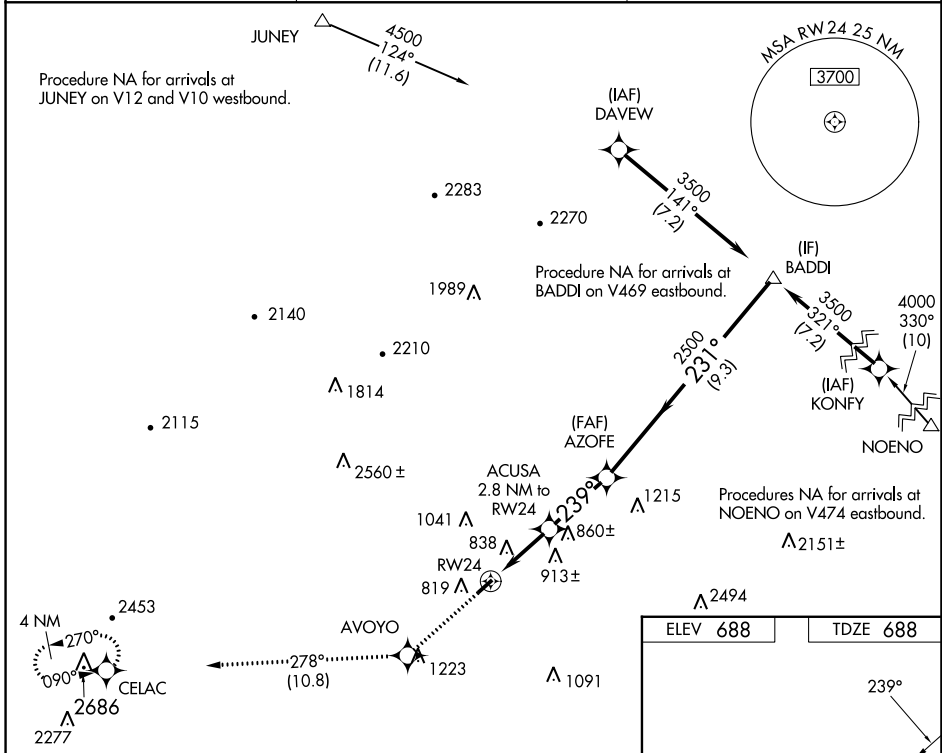 JUNEY
4500
124°
(11.6)
MSA RW24 25 NM
3700
Procedure NA for arrivals at
JUNEY on V12 and V10 westbound.
(IAF)
DAVEW
3500
141°
(7.2)
2283
2270
(IF)
BADDI
Procedure NA for arrivals at
BADDI on V469 eastbound.
1989
3500
321°
(7.2)
4000
330°
(10)
2140
2210
2500
231°
(9.3)
1814
(IAF)
KONFY
2115
NOENO
(FAF)
AZOFE
2560 ±
ACUSA
2.8 NM to
RW24
239°
1215
Procedures NA for arrivals at
NOENO on V474 eastbound.
1041
860±
2151±
838
913±
RW24
819
2494
2453
4 NM
270°
AVOYO
ELEV 688
TDZE 688
090°
278°
(10.8)
1223
CELAC
1091
239°
2686
2277